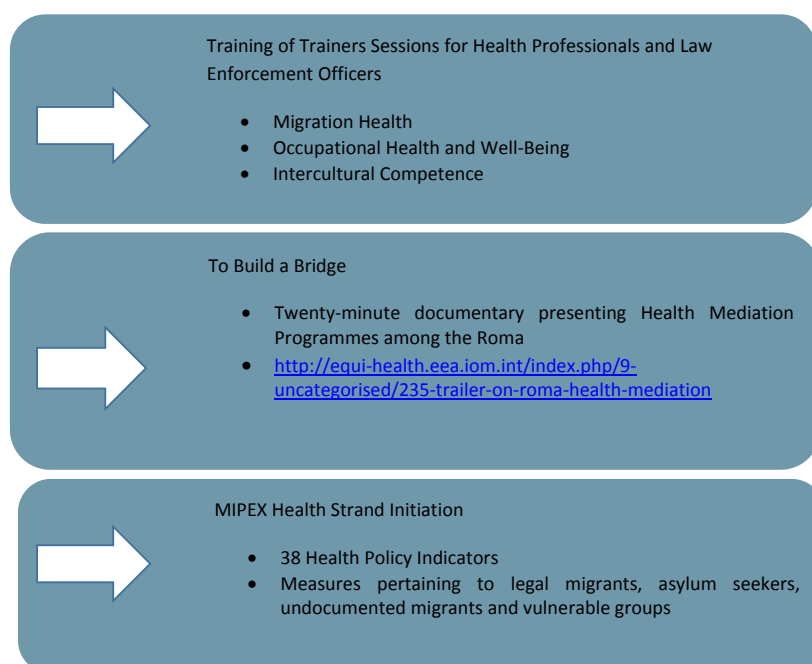 Training of Trainers Sessions for Health Professionals and Law
Enforcement Officers
• Migration Health
• Occupational Health and Well-Being
• Intercultural Competence
To Build a Bridge
• Twenty-minute documentary presenting Health Mediation
Programmes among the Roma
• http://equi-health.eea.iom.int/index.php/9-
uncategorised/235-trailer-on-roma-health-mediation
MIPEX Health Strand Initiation
• 38 Health Policy Indicators
• Measures pertaining to legal migrants, asylum seekers,
undocumented migrants and vulnerable groups